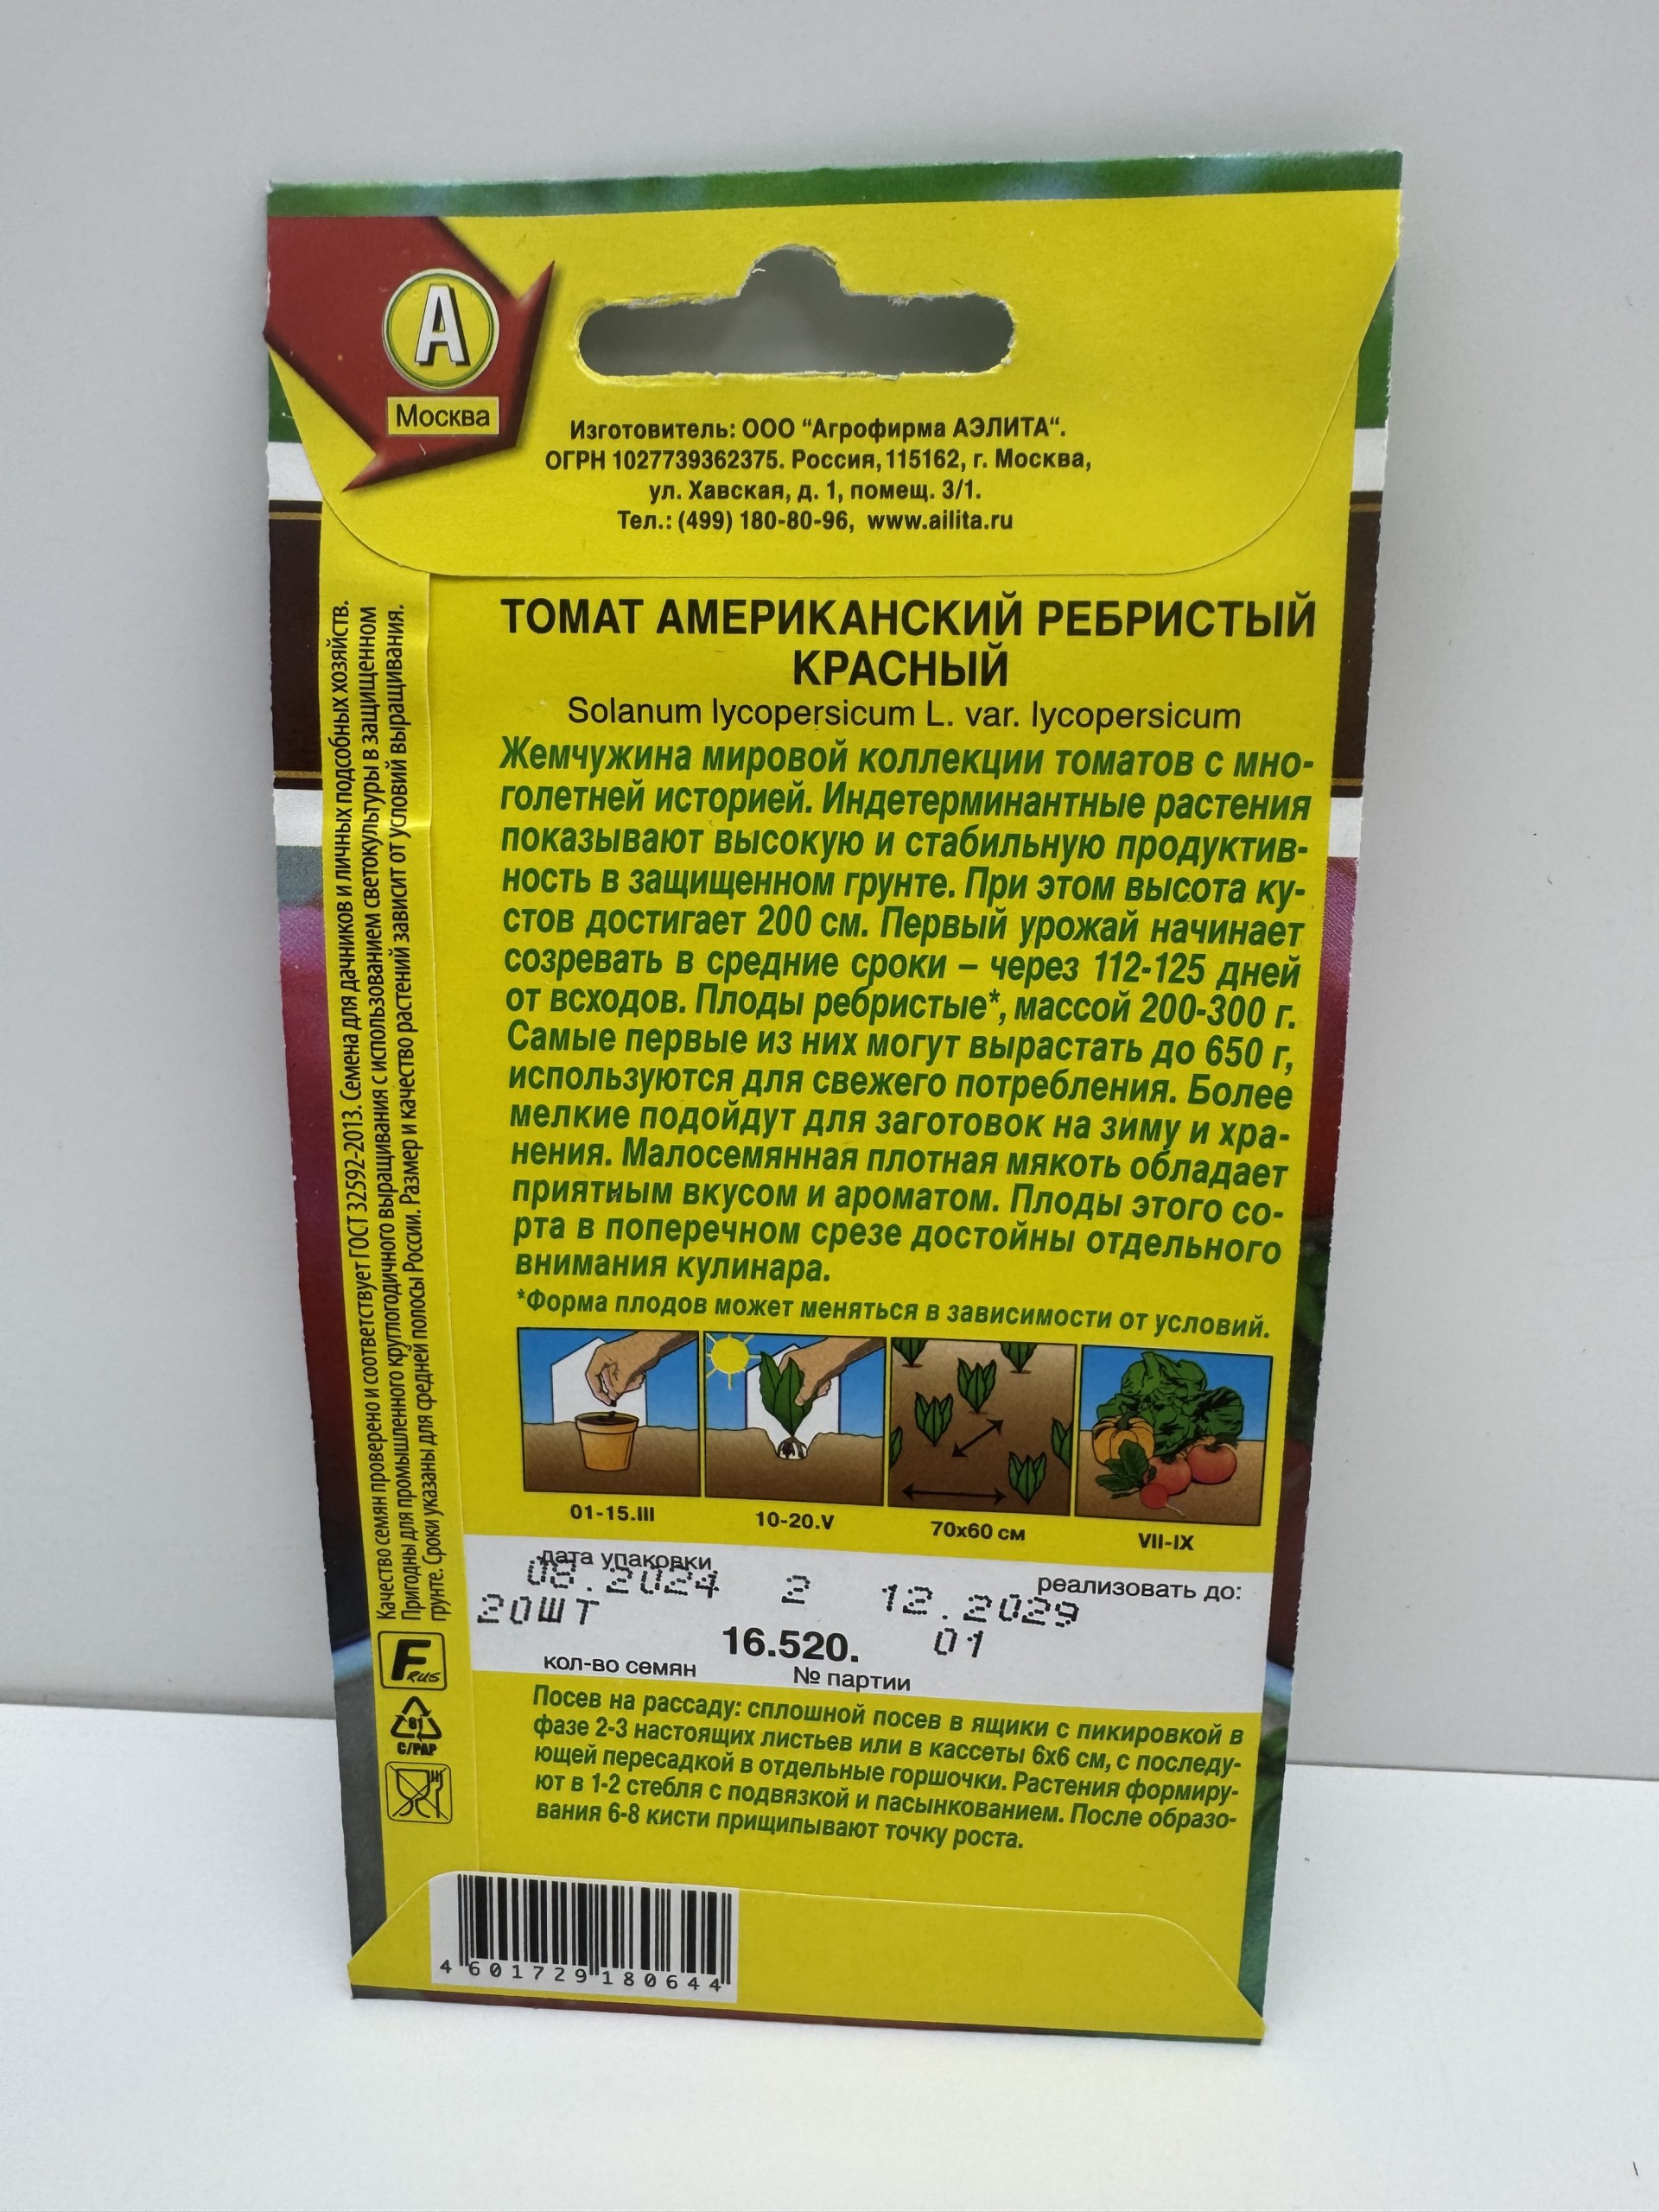 А
Москва
Изготовитель: ООО “Агрофирма АЭЛИТА“.
ОГРН 1027739362375. Россия, 115162, г. Москва,
ул. Хавская, д. 1, помещ. 3/1.
Тел.: (499) 180-80-96, www.ailita.ru
ТОМАТ АМЕРИКАНСКИЙ РЕБРИСТЫЙ
КРАСНЫЙ
Solanum lycopersicum L. var. lycopersicum
Жемчужина мировой коллекции томатов с мно-
голетней историей. Индетерминантные растения
показывают высокую и стабильную продуктив-
ность в защищенном грунте. При этом высота ку-
стов достигает 200 см. Первый урожай начинает
созревать в средние сроки – через 112-125 дней
от всходов. Плоды ребристые*, массой 200-300 г.
Самые первые из них могут вырастать до 650 г,
используются для свежего потребления. Более
мелкие подойдут для заготовок на зиму и хра-
нения. Малосемянная плотная мякоть обладает
приятным вкусом и ароматом. Плоды этого со-
рта в поперечном срезе достойны отдельного
внимания кулинара.
*Форма плодов может меняться в зависимости от условий.
01-15.III
10-20.V
70x60 см
VII-IX
дата упаковки
реализовать до:
08.2024 2 12.2029
20ШТ
16.520. 01
кол-во семян
№ партии
Посев на рассаду: сплошной посев в ящики с пикировкой в
фазе 2-3 настоящих листьев или в кассеты 6х6 см, с последу-
ющей пересадкой в отдельные горшочки. Растения формиру-
ют в 1-2 стебля с подвязкой и пасынкованием. После образо-
вания 6-8 кисти прищипывают точку роста.
Качество семян проверено и соответствует ГОСТ 32592-2013. Семена для дачников и личных подсобных хозяйств.
Пригодны для промышленного круглогодичного выращивания с использованием светокультуры в защищенном
грунте. Сроки указаны для средней полосы России. Размер и качество растений зависит от условий выращивания.
F RUS
81
C/PAP
4 601729 180644